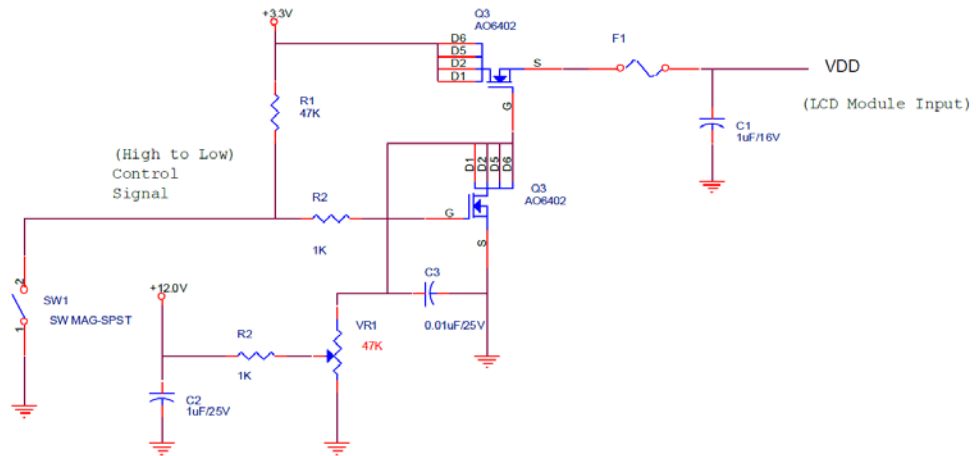 +3.3V
Q3
AO6402
D6
D5
D2
D1
S
G
F1
VDD
(LCD Module Input)
R1
47K
C1
1uF/16V
(High to Low)
Control
Signal
D1
D2
D5
D6
Q3
AO6402
R2
1K
G
S
2
1
SW1
SW MAG-SPST
+12.0V
C3
0.01uF/25V
R2
1K
VR1
47K
C2
1uF/25V